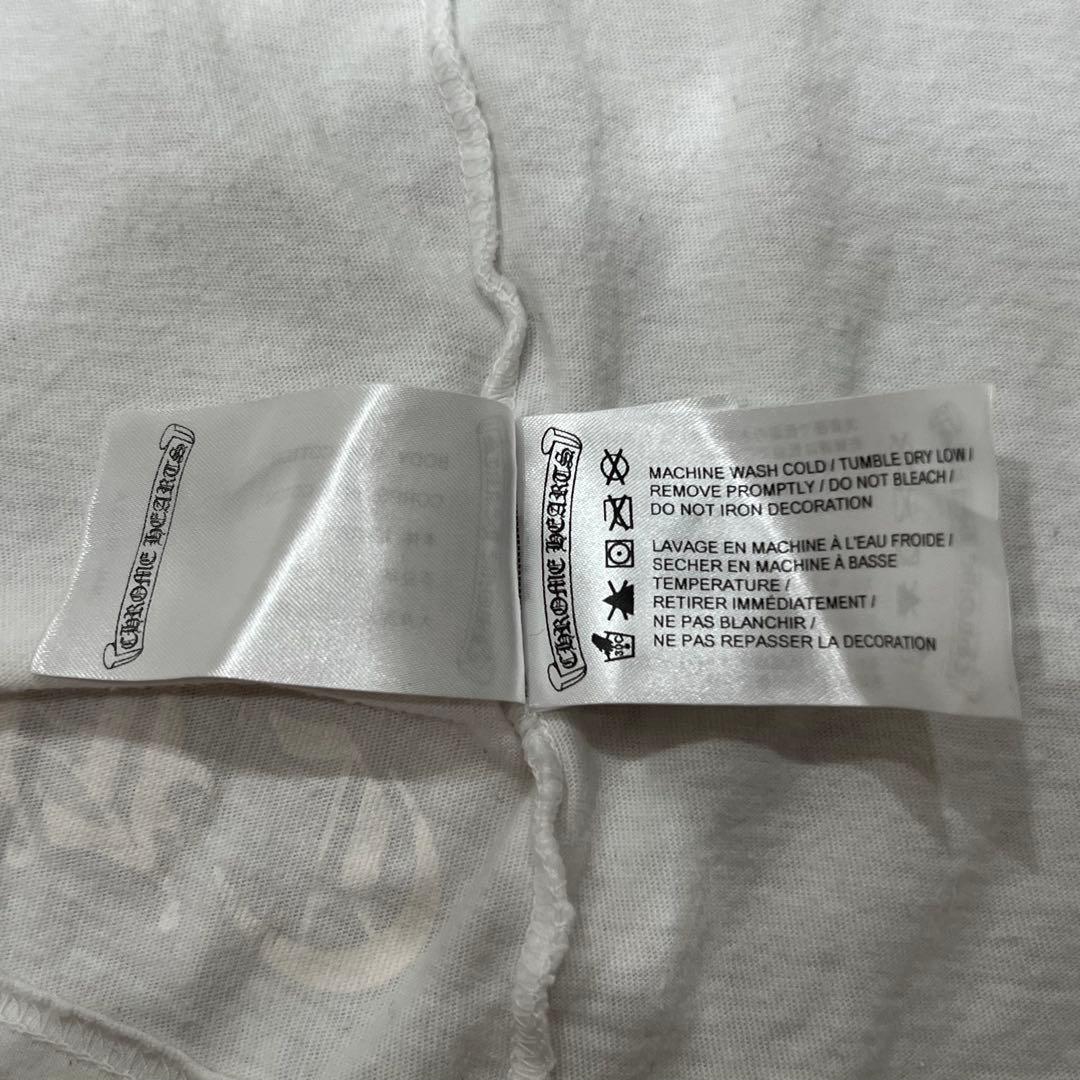 CHROME HEARTS
CHROME HEARTS
MACHINE WASH COLD / TUMBLE DRY LOW /
REMOVE PROMPTLY / DO NOT BLEACH /
DO NOT IRON DECORATION
LAVAGE EN MACHINE À L'EAU FROIDE /
SECHER EN MACHINE À BASSE
TEMPERATURE /
RETIRER IMMÉDIATEMENT /
NE PAS BLANCHIR /
NE PAS REPASSER LA DECORATION
30C